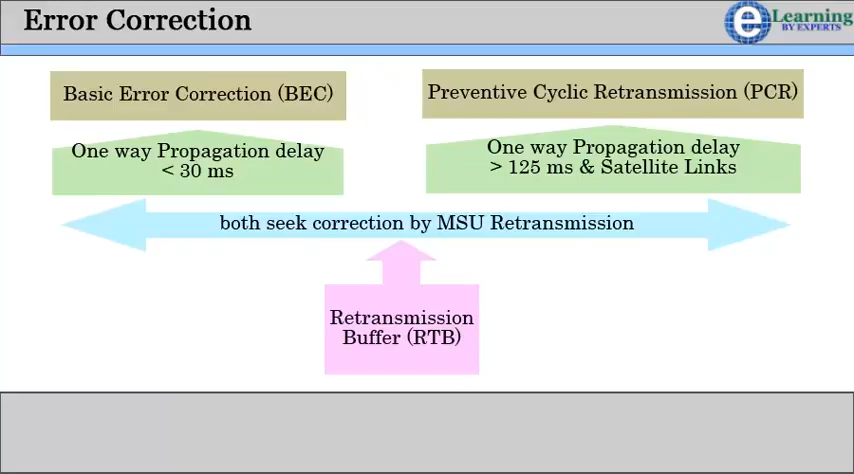 Error Correction
e Learning
BY EXPERTS
Basic Error Correction (BEC)
Preventive Cyclic Retransmission (PCR)
One way Propagation delay
< 30 ms
One way Propagation delay
> 125 ms & Satellite Links
both seek correction by MSU Retransmission
Retransmission
Buffer (RTB)